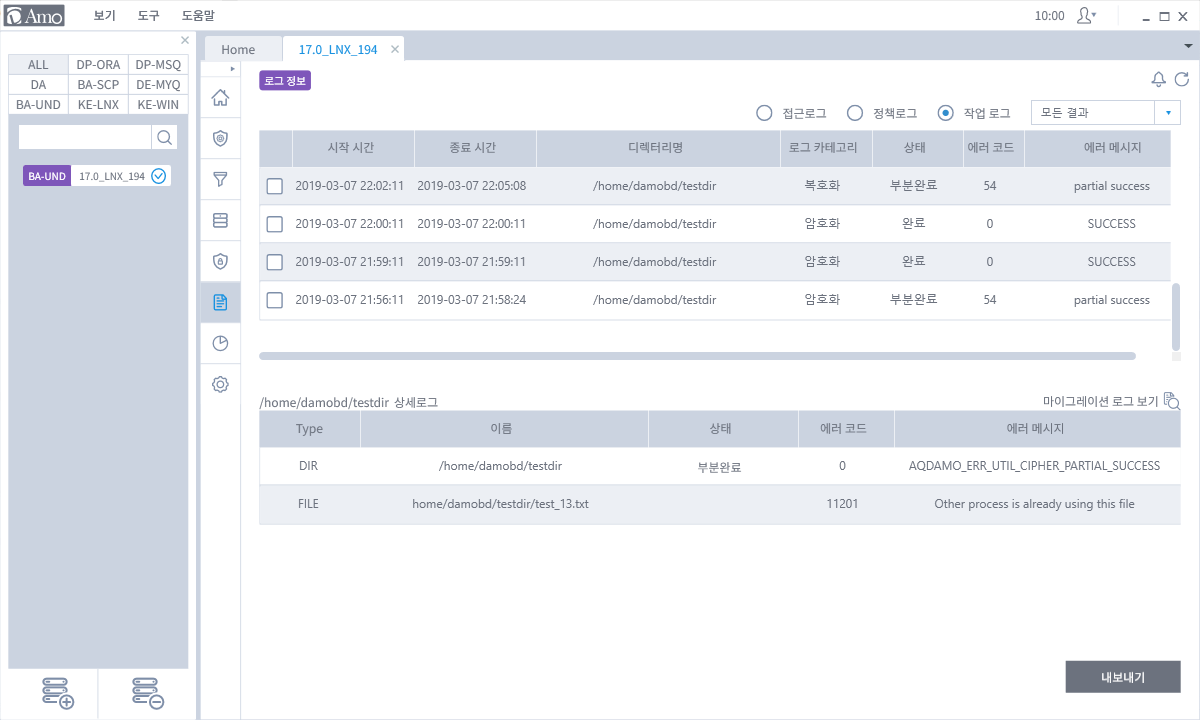 Amo 보기 도구 도움말 10:00
Home 17.0_LNX_194
ALL DP-ORA DP-MSQ
DA BA-SCP DE-MYQ
BA-UND KE-LNX KE-WIN
BA-UND 17.0_LNX_194
로그 정보
접근로그 정책로그 작업 로그 모든 결과
시작 시간 종료 시간 디렉터리명 로그 카테고리 상태 에러 코드 에러 메시지
2019-03-07 22:02:11 2019-03-07 22:05:08 /home/damobd/testdir 복호화 부분완료 54 partial success
2019-03-07 22:00:11 2019-03-07 22:00:11 /home/damobd/testdir 암호화 완료 0 SUCCESS
2019-03-07 21:59:11 2019-03-07 21:59:11 /home/damobd/testdir 암호화 완료 0 SUCCESS
2019-03-07 21:56:11 2019-03-07 21:58:24 /home/damobd/testdir 암호화 부분완료 54 partial success
/home/damobd/testdir 상세로그 마이그레이션 로그 보기
Type 이름 상태 에러 코드 에러 메시지
DIR /home/damobd/testdir 부분완료 0 AQDAMO_ERR_UTIL_CIPHER_PARTIAL_SUCCESS
FILE home/damobd/testdir/test_13.txt 11201 Other process is already using this file
내보내기